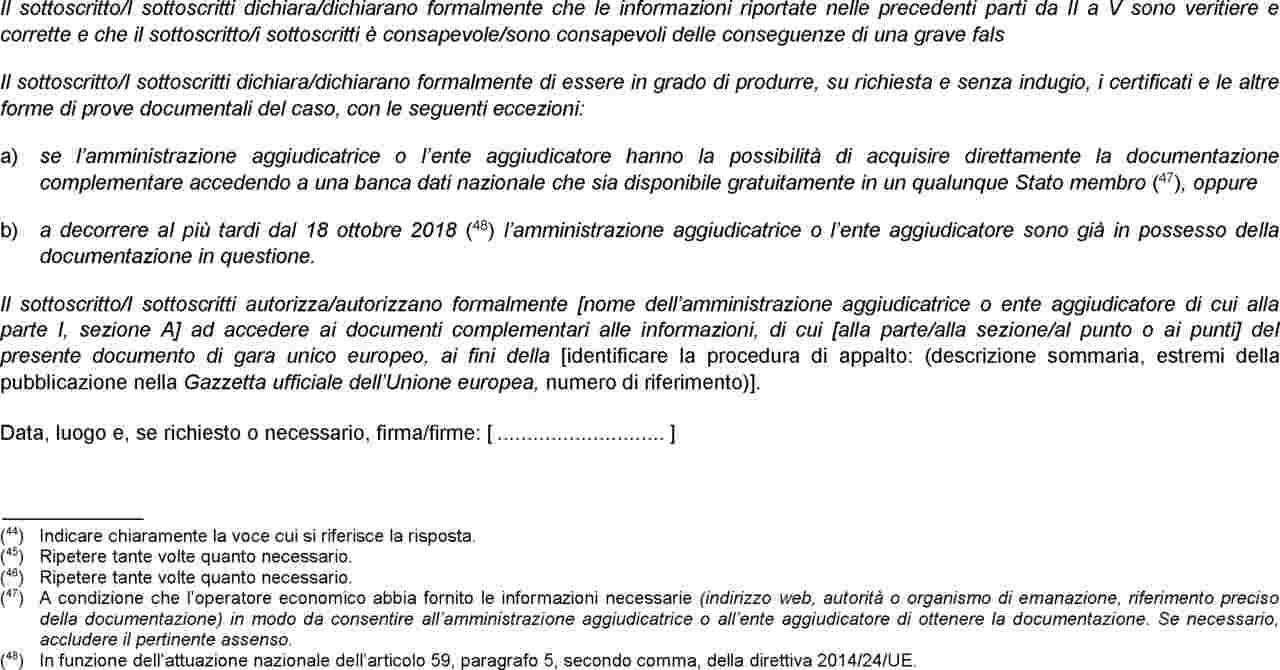 Il sottoscritto/I sottoscritti dichiara/dichiarano formalmente che le informazioni riportate nelle precedenti parti da II a V sono veritiere e
corrette e che il sottoscritto/i sottoscritti è consapevole/sono consapevoli delle conseguenze di una grave fals
Il sottoscritto/I sottoscritti dichiara/dichiarano formalmente di essere in grado di produrre, su richiesta e senza indugio, i certificati e le altre
forme di prove documentali del caso, con le seguenti eccezioni:
a) se l'amministrazione aggiudicatrice o l'ente aggiudicatore hanno la possibilità di acquisire direttamente la documentazione
complementare accedendo a una banca dati nazionale che sia disponibile gratuitamente in un qualunque Stato membro (47), oppure
b) a decorrere al più tardi dal 18 ottobre 2018 (48) l'amministrazione aggiudicatrice o l'ente aggiudicatore sono già in possesso della
documentazione in questione.
Il sottoscritto/I sottoscritti autorizza/autorizzano formalmente [nome dell'amministrazione aggiudicatrice o ente aggiudicatore di cui alla
parte I, sezione A] ad accedere ai documenti complementari alle informazioni, di cui [alla parte/alla sezione/al punto o ai punti] del
presente documento di gara unico europeo, ai fini della [identificare la procedura di appalto: (descrizione sommaria, estremi della
pubblicazione nella Gazzetta ufficiale dell'Unione europea, numero di riferimento)].
Data, luogo e, se richiesto o necessario, firma/firme: [ ............................ ]
(44) Indicare chiaramente la voce cui si riferisce la risposta.
(45) Ripetere tante volte quanto necessario.
(46) Ripetere tante volte quanto necessario.
(47) A condizione che l'operatore economico abbia fornito le informazioni necessarie (indirizzo web, autorità o organismo di emanazione, riferimento preciso
della documentazione) in modo da consentire all'amministrazione aggiudicatrice o all'ente aggiudicatore di ottenere la documentazione. Se necessario,
accludere il pertinente assenso.
(48) In funzione dell'attuazione nazionale dell'articolo 59, paragrafo 5, secondo comma, della direttiva 2014/24/UE.